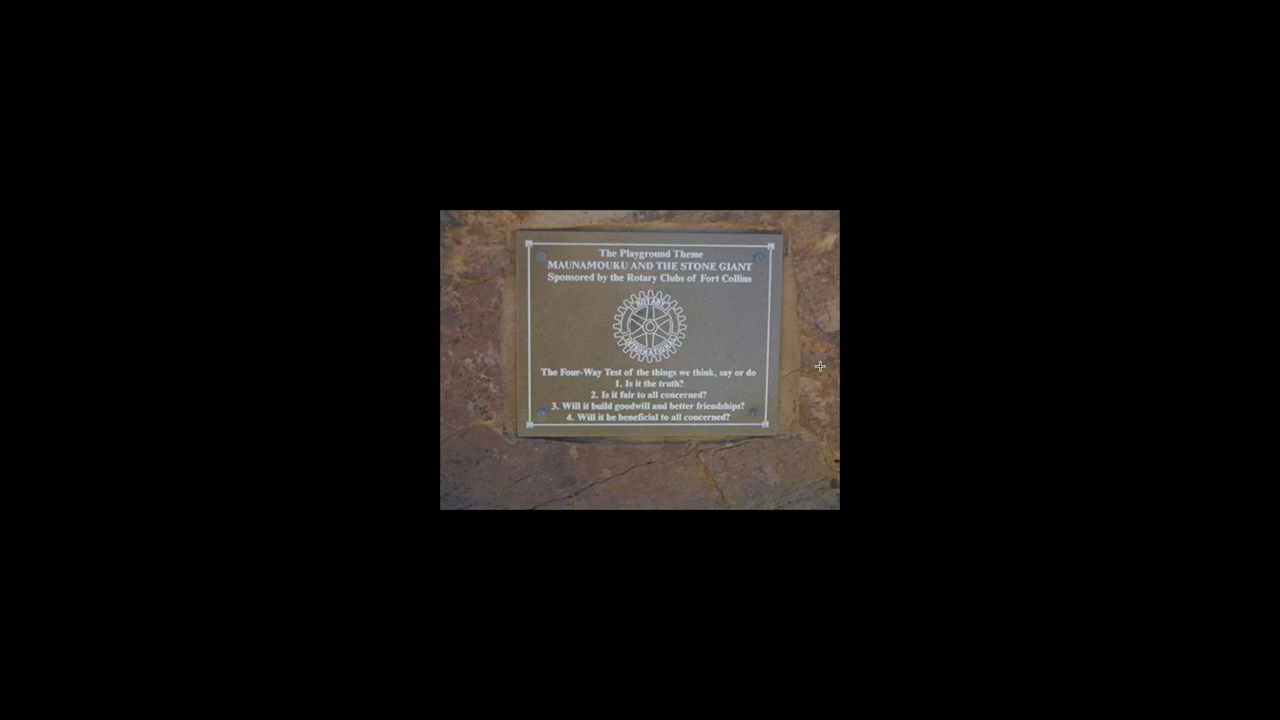 The Playground Theme
MAUNAMOUKU AND THE STONE GIANT
Sponsored by the Rotary Clubs of Fort Collins
ROTARY
INTERNATIONAL
The Four-Way Test of the things we think, say or do
1. Is it the truth?
2. Is it fair to all concerned?
3. Will it build goodwill and better friendships?
4. Will it be beneficial to all concerned?